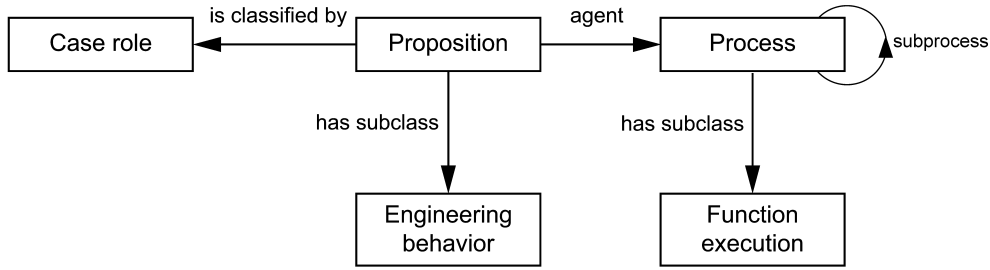 is classified by
agent
Case role
Proposition
Process
subprocess
has subclass
has subclass
Engineering
behavior
Function
execution